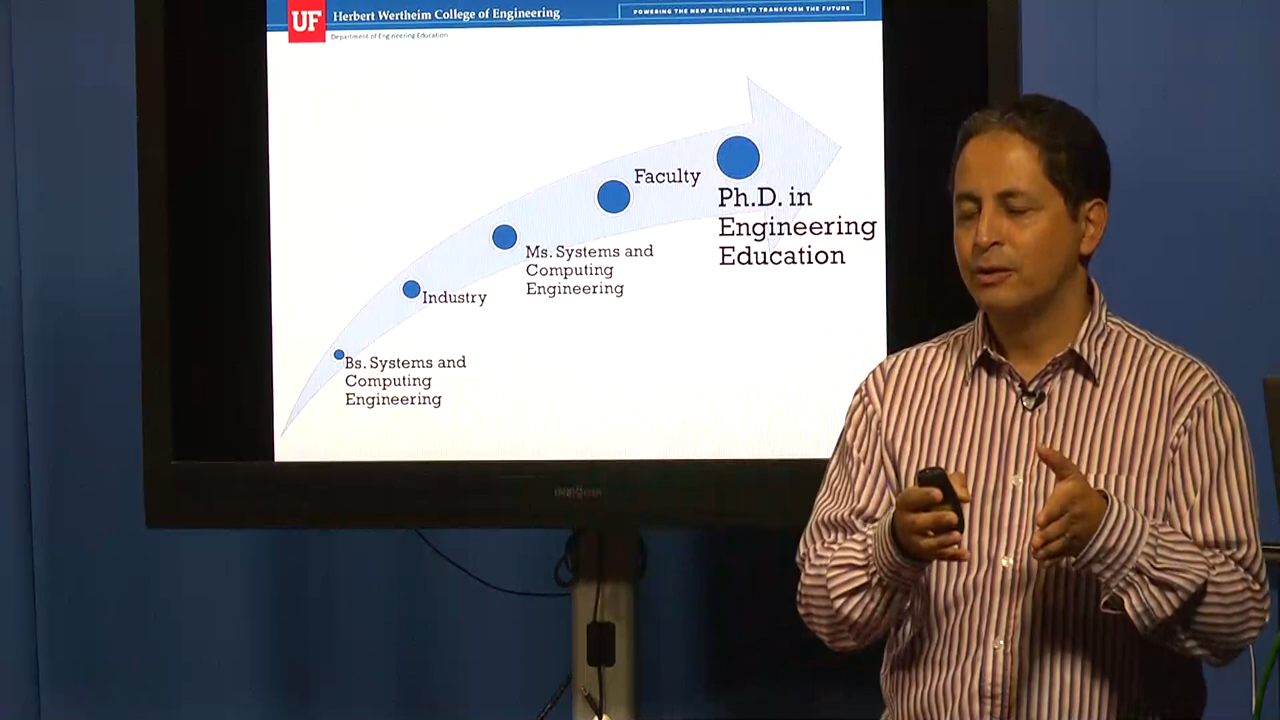 UF
Herbert Wertheim College of Engineering
POWERING THE NEW ENGINEER TO TRANSFORM THE FUTURE
Department of Engineering Education
Faculty
Ph.D. in
Engineering
Education
Ms. Systems and
Computing
Engineering
Industry
Bs. Systems and
Computing
Engineering